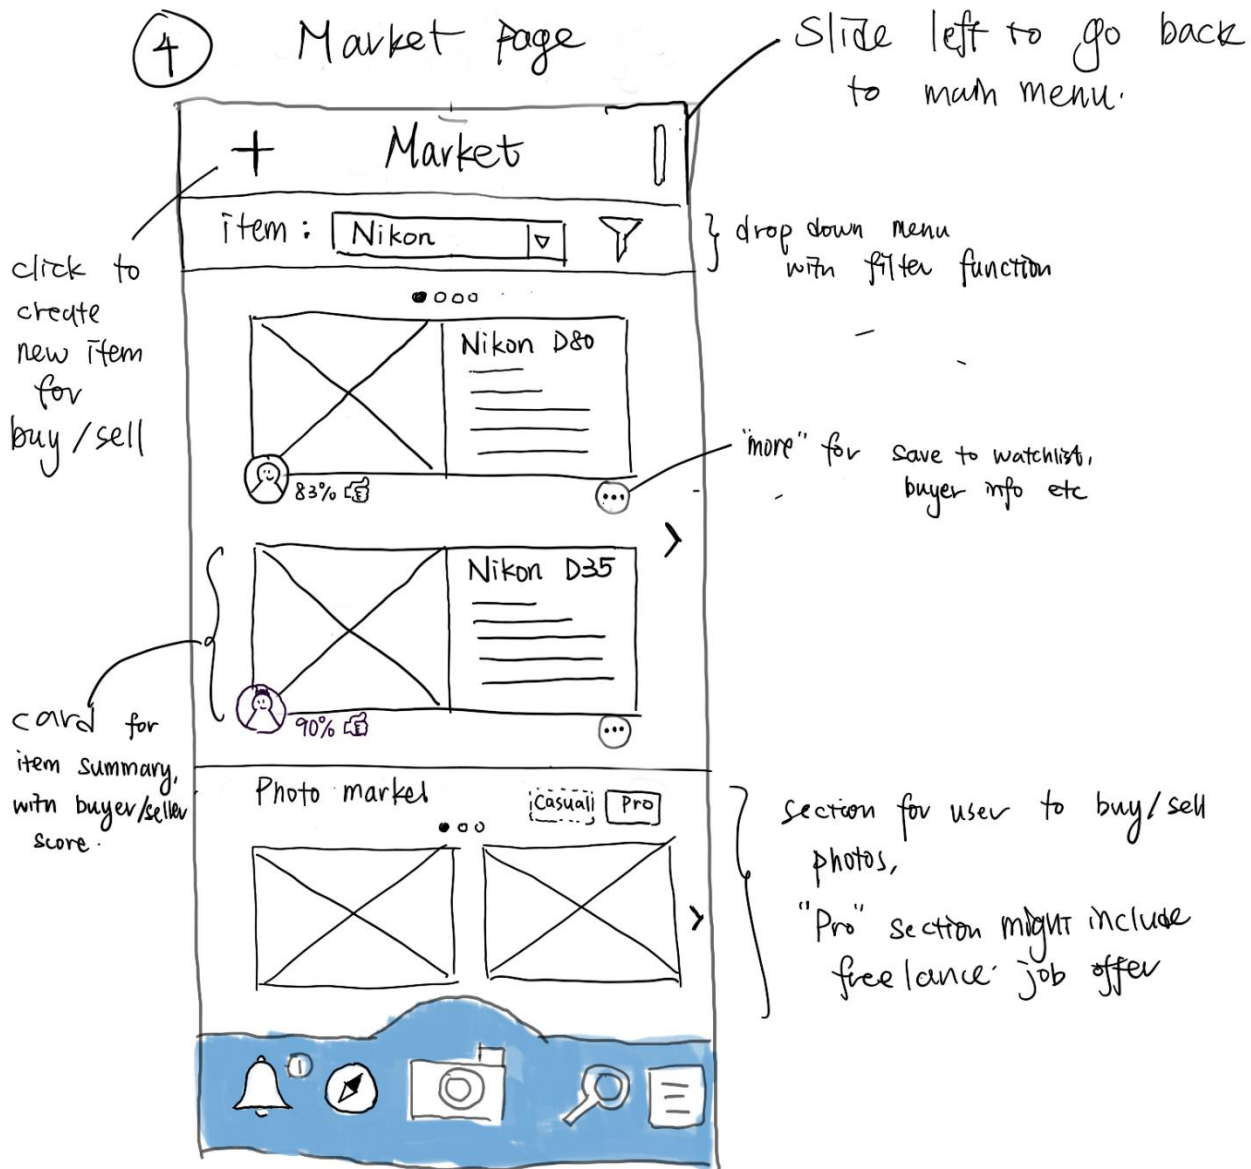 4 Market Page
Slide left to go back
to main menu.
+ Market
item: Nikon
drop down menu
with filter function
click to
create
new item
for
buy/sell
Nikon D80
83%
"more" for save to watchlist,
buyer info etc
Nikon D35
90%
card for
item summary,
with buyer/seller
score.
Photo market
Casual Pro
section for user to buy/sell
photos,
"Pro" section might include
freelance job offer
1